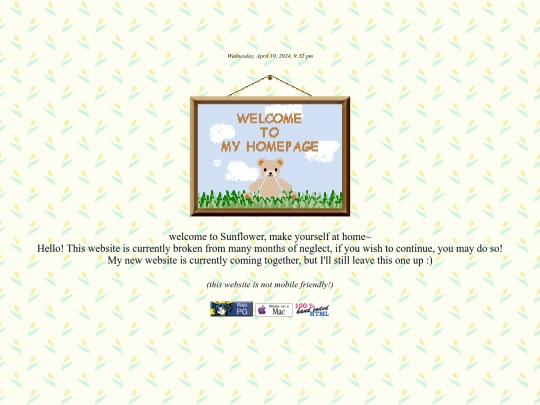 Wednesday, April 10, 2024, 9:32 pm
WELCOME
TO
MY HOMEPAGE
welcome to Sunflower, make yourself at home~
Hello! This website is currently broken from many months of neglect, if you wish to continue, you may do so!
My new website is currently coming together, but I'll still leave this one up :)
(this website is not mobile friendly!)
PG
Made on a
Mac
100%
hand coded
HTML